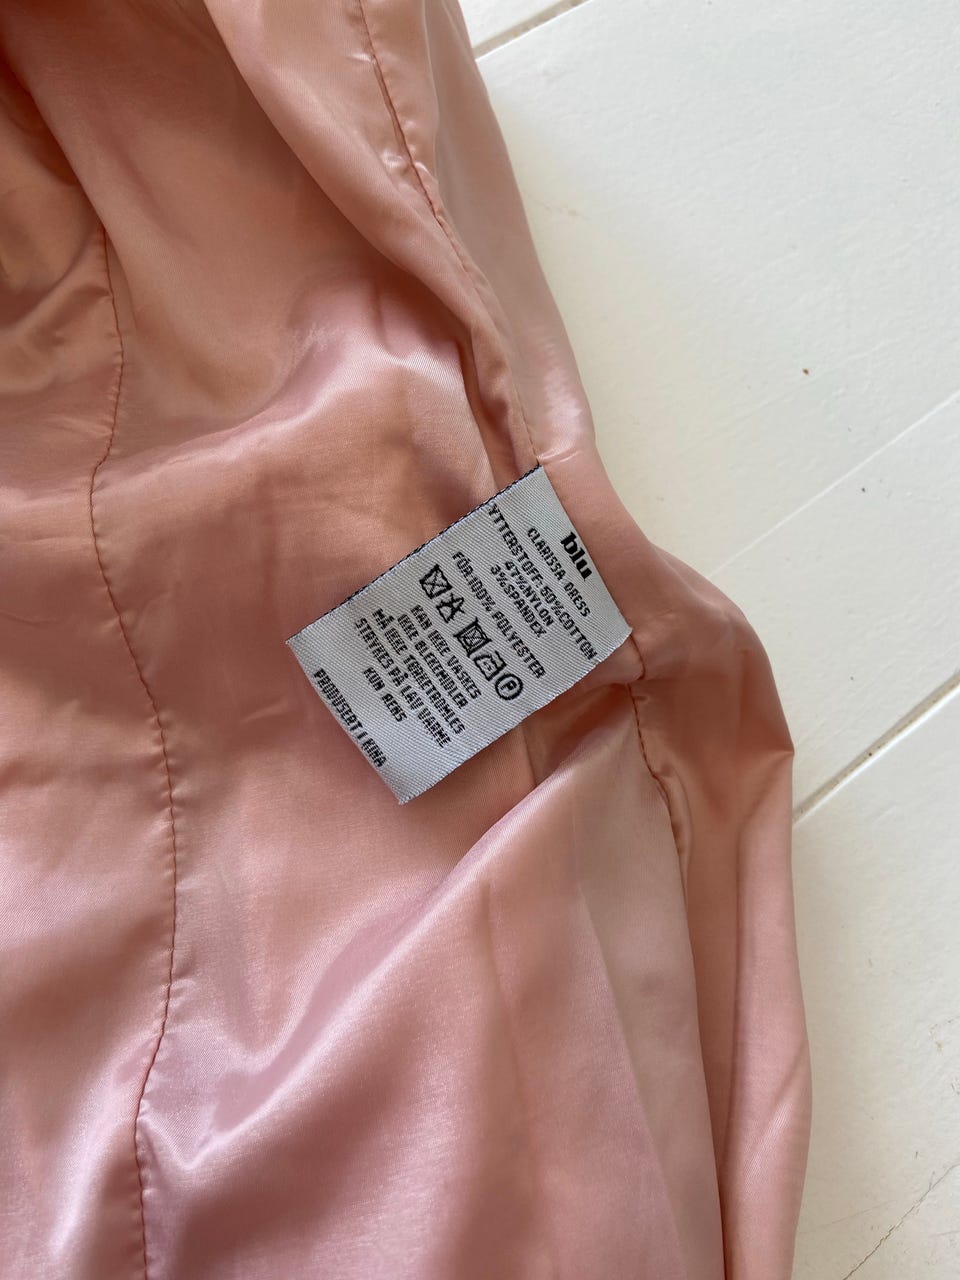 blu
CLARISSA DRESS
YTTERSTOFF: 50%COTTON
47%NYLON
3%SPANDEX
FÔR:100% POLYESTER
P
KAN IKKE VASKES
IKKE BLEKEMIDLER
MÅ IKKE TØRKETROMLES
STRYKES PÅ LAV VARME
KUN RENS
PRODUSERT I KINA